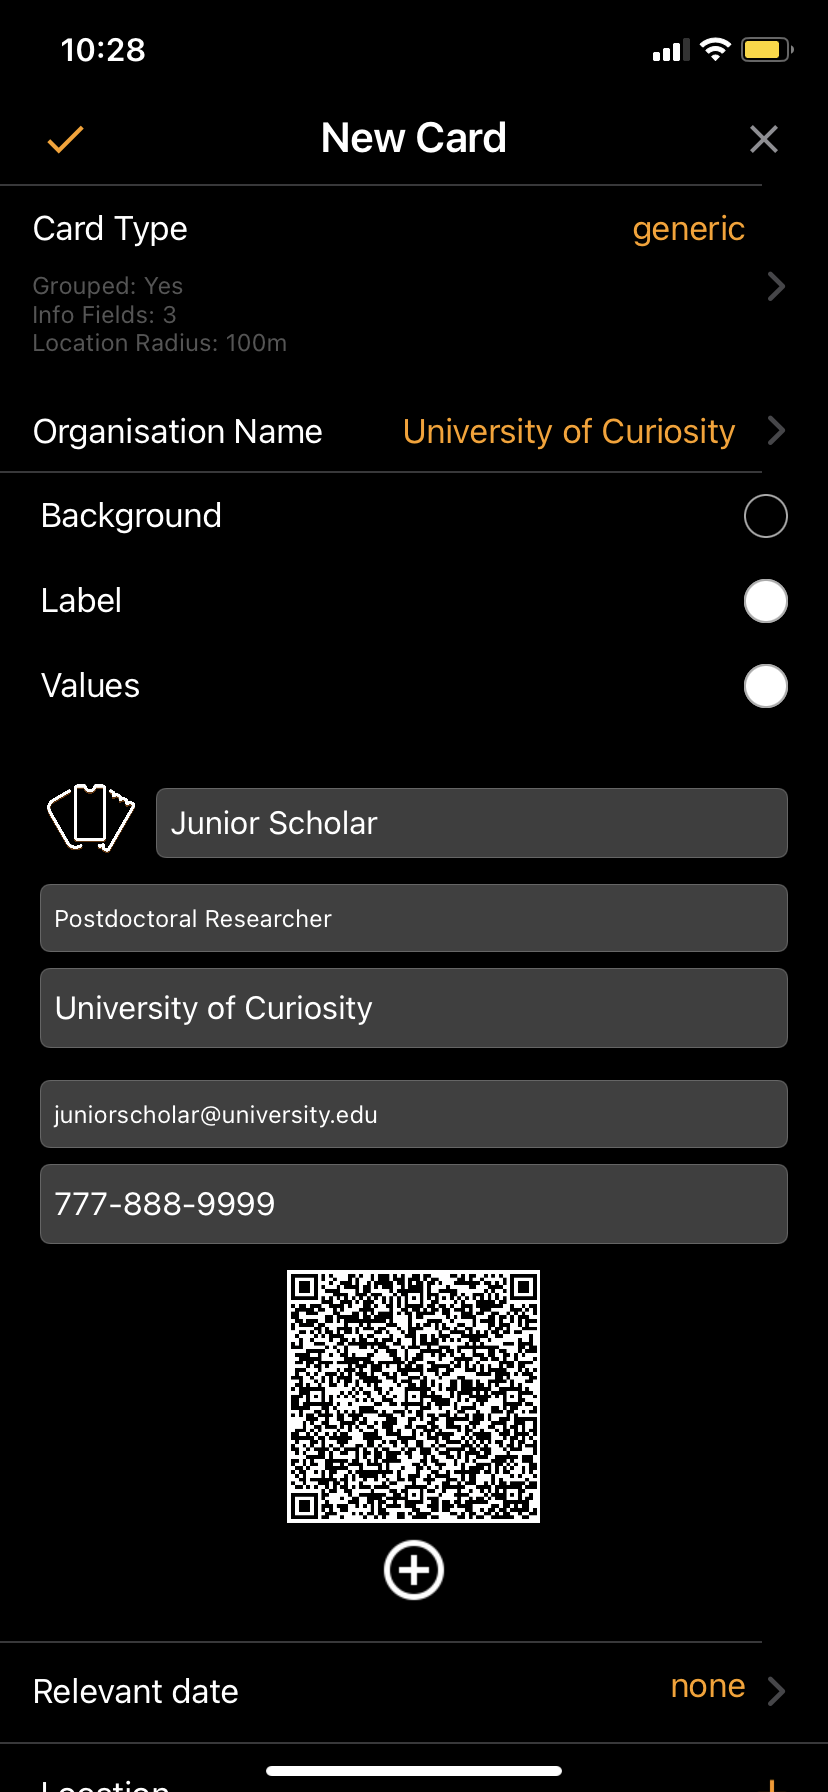 10:28
New Card
Card Type generic
Grouped: Yes
Info Fields: 3
Location Radius: 100m
Organisation Name University of Curiosity
Background
Label
Values
Junior Scholar
Postdoctoral Researcher
University of Curiosity
juniorscholar@university.edu
777-888-9999
Relevant date none
Location